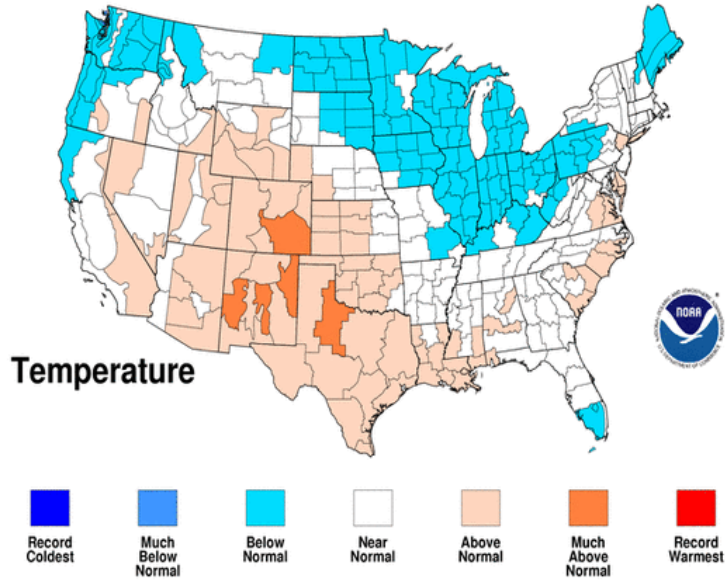 NOAA
Temperature
Record Coldest
Much Below Normal
Below Normal
Near Normal
Above Normal
Much Above Normal
Record Warmest